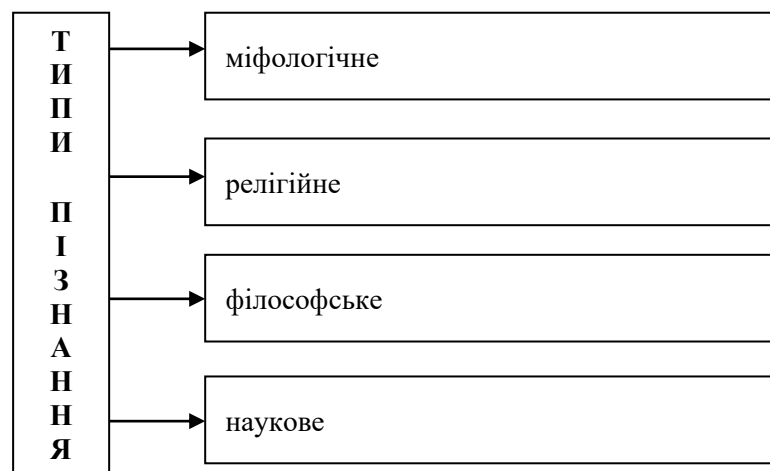 ТИПИ ПІЗНАННЯ
міфологічне
релігійне
філософське
наукове